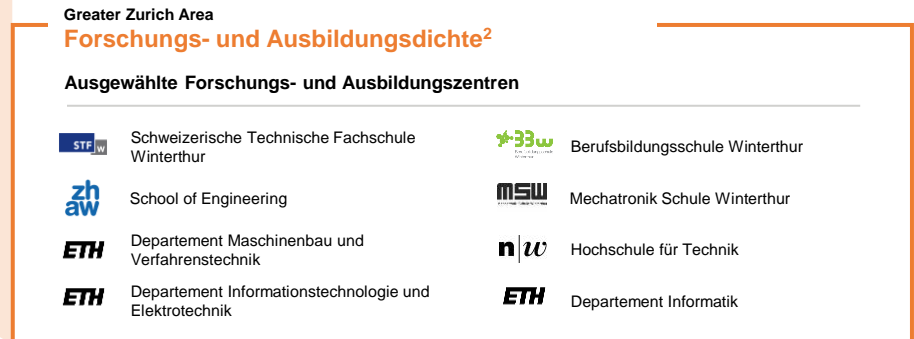 Greater Zurich Area
Forschungs- und Ausbildungsdichte²
Ausgewählte Forschungs- und Ausbildungszentren
STF W
Schweizerische Technische Fachschule
Winterthur
zh
aw
School of Engineering
ETH
Departement Maschinenbau und
Verfahrenstechnik
ETH
Departement Informationstechnologie und
Elektrotechnik
BBW
Berufsbildungsschule Winterthur
msw
Mechatronik Schule Winterthur
n|w
Hochschule für Technik
ETH
Departement Informatik